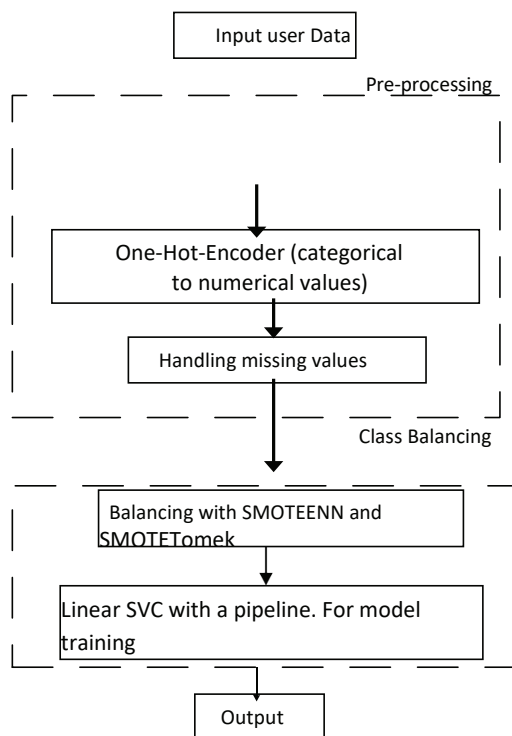 Input user Data
Pre-processing
One-Hot-Encoder (categorical
to numerical values)
Handling missing values
Class Balancing
Balancing with SMOTEENN and
SMOTETomek
Linear SVC with a pipeline. For model
training
Output